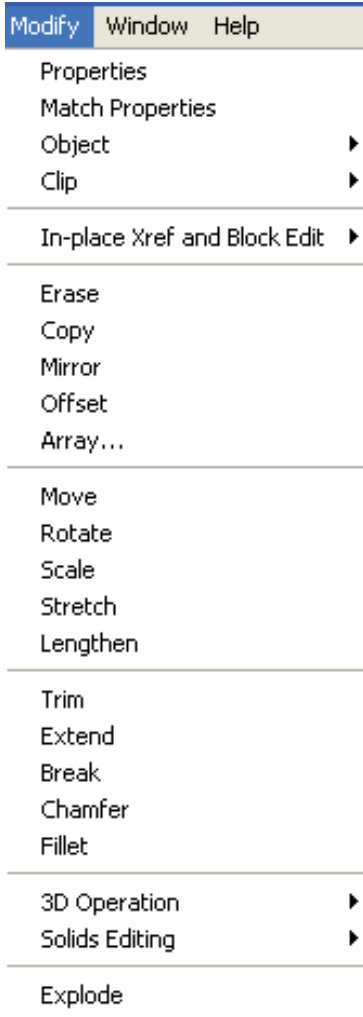 Modify Window Help
Properties
Match Properties
Object
Clip
In-place Xref and Block Edit
Erase
Copy
Mirror
Offset
Array...
Move
Rotate
Scale
Stretch
Lengthen
Trim
Extend
Break
Chamfer
Fillet
3D Operation
Solids Editing
Explode